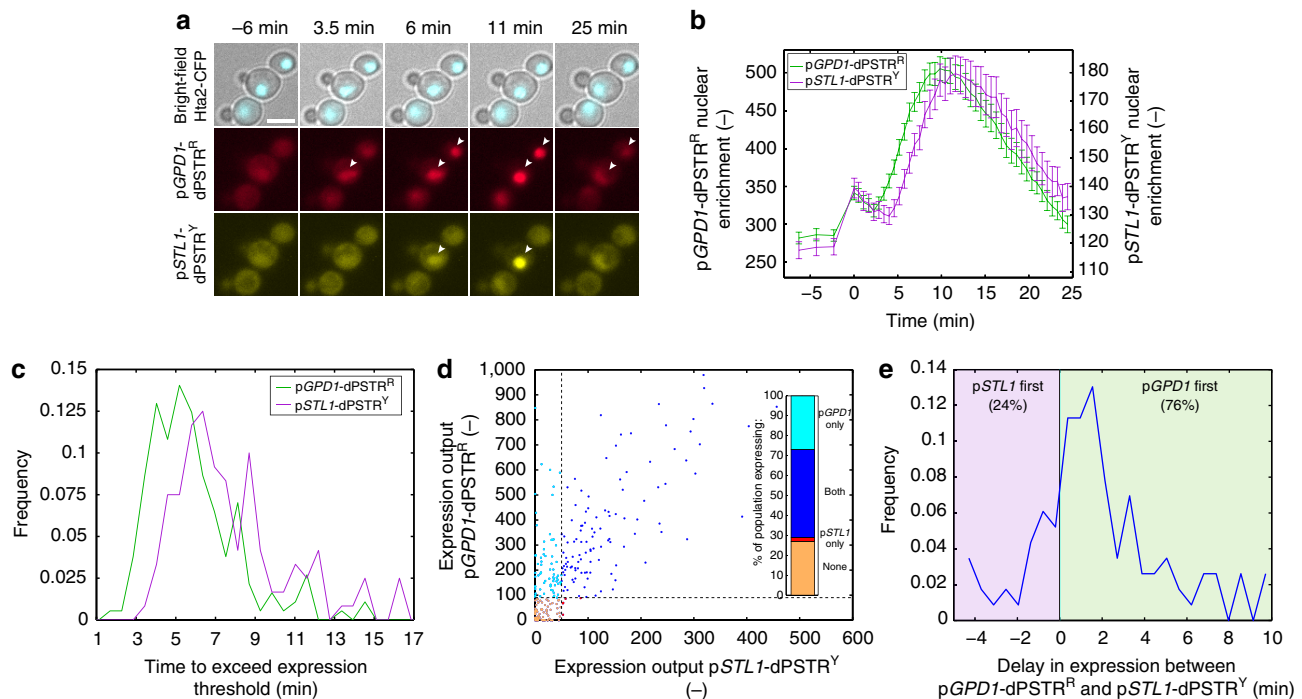 a
–6 min 3.5 min 6 min 11 min 25 min
Bright-field
Hta2-CFP
pGPD1-
dPSTR^R
pSTL1-
dPSTR^Y
b
pGPD1-dPSTR^R
pSTL1-dPSTR^Y
500
450
400
350
300
250
180
170
160
150
140
130
120
110
pGPD1-dPSTR^R nuclear
enrichment (–)
pSTL1-dPSTR^Y nuclear
enrichment (–)
–5 0 5 10 15 20 25
Time (min)
c
pGPD1-dPSTR^R
pSTL1-dPSTR^Y
0.15
0.125
0.1
0.075
0.05
0.025
0
Frequency
1 3 5 7 9 11 13 15 17
Time to exceed expression
threshold (min)
d
1,000
900
800
700
600
500
400
300
200
100
0
Expression output
pGPD1-dPSTR^R (–)
0 100 200 300 400 500 600
Expression output pSTL1-dPSTR^Y
(–)
% of population expressing:
100
90
80
70
60
50
40
30
20
10
0
pGPD1
only
Both
pSTL1
only
None
e
pSTL1 first
(24%)
pGPD1 first
(76%)
0.14
0.12
0.1
0.08
0.06
0.04
0.02
0
Frequency
–4 –2 0 2 4 6 8 10
Delay in expression between
pGPD1-dPSTR^R and pSTL1-dPSTR^Y (min)